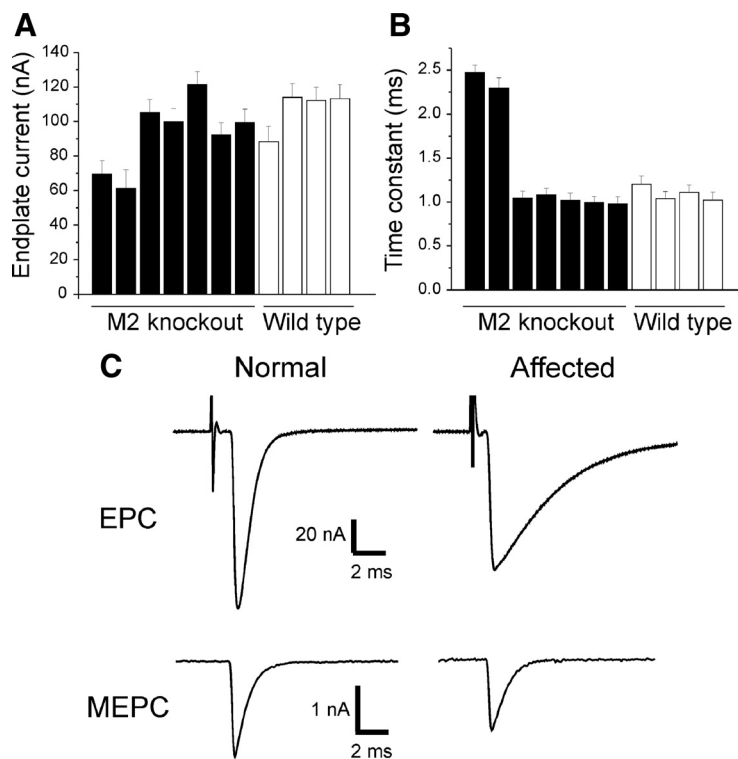 A
Endplate current (nA)
140
120
100
80
60
40
20
0
M2 knockout
Wild type
B
Time constant (ms)
2.5
2.0
1.5
1.0
0.5
0.0
M2 knockout
Wild type
C
Normal
Affected
EPC
20 nA
2 ms
MEPC
1 nA
2 ms